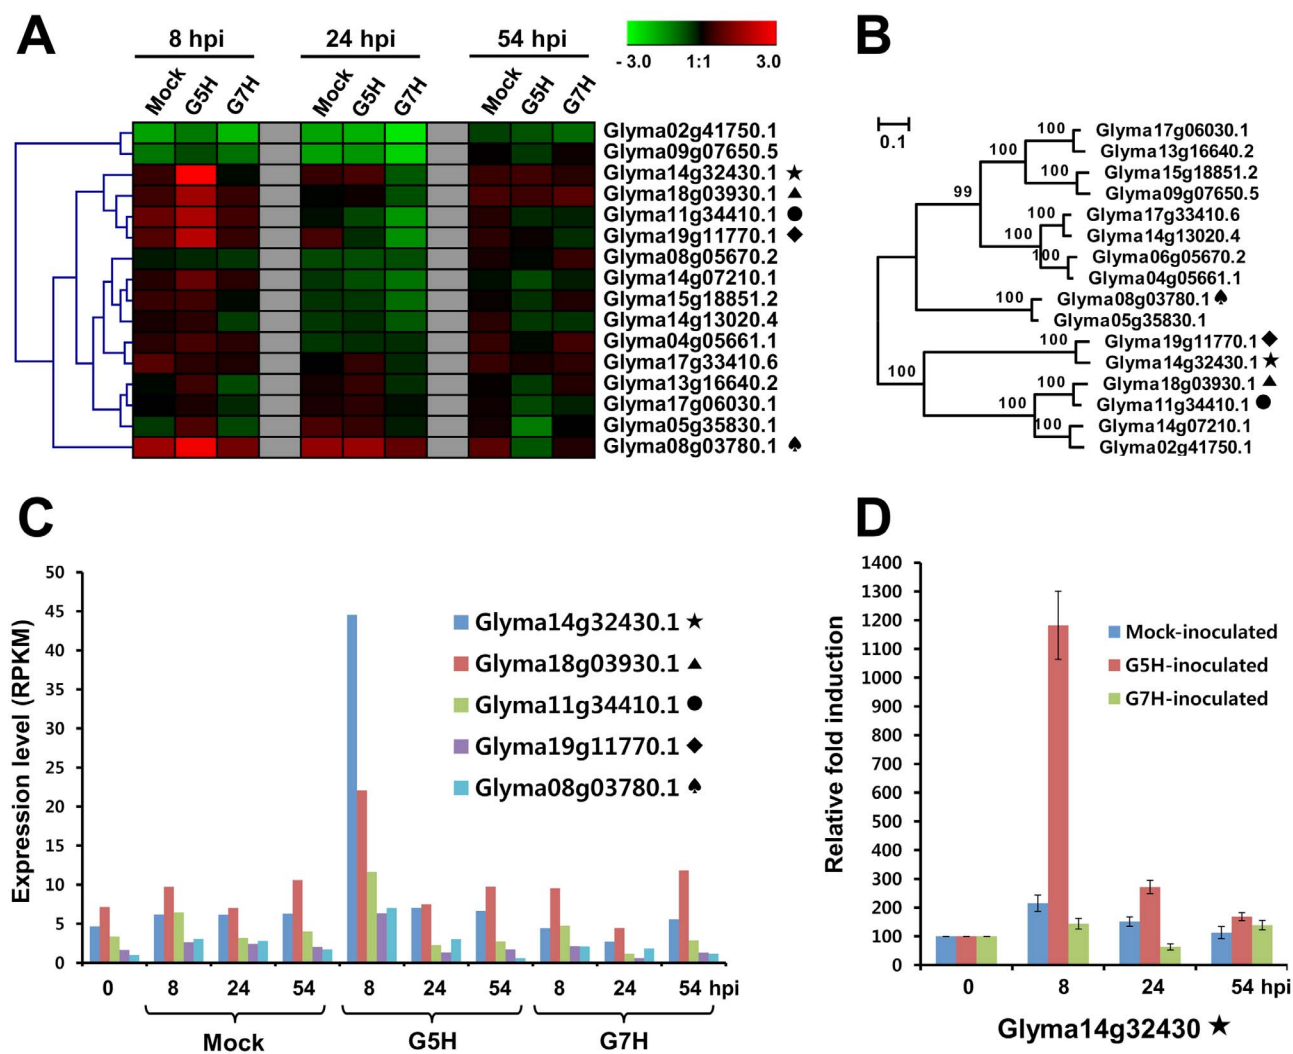 A
8 hpi 24 hpi 54 hpi
Mock G5H G7H Mock G5H G7H Mock G5H G7H
- 3.0 1:1 3.0
Glyma02g41750.1
Glyma09g07650.5
Glyma14g32430.1 ★
Glyma18g03930.1 ▲
Glyma11g34410.1 ●
Glyma19g11770.1 ◆
Glyma08g05670.2
Glyma14g07210.1
Glyma15g18851.2
Glyma14g13020.4
Glyma04g05661.1
Glyma17g33410.6
Glyma13g16640.2
Glyma17g06030.1
Glyma05g35830.1
Glyma08g03780.1 ♠
B
0.1
100 Glyma17g06030.1
Glyma13g16640.2
100
100 Glyma15g18851.2
Glyma09g07650.5
99
100 Glyma17g33410.6
Glyma14g13020.4
100
100 Glyma06g05670.2
Glyma04g05661.1
100 Glyma08g03780.1 ♠
Glyma05g35830.1
100 Glyma19g11770.1 ◆
Glyma14g32430.1 ★
100
100 Glyma18g03930.1 ▲
Glyma11g34410.1 ●
100
100 Glyma14g07210.1
Glyma02g41750.1
C
Expression level (RPKM)
50
45
40
35
30
25
20
15
10
5
0
Glyma14g32430.1 ★
Glyma18g03930.1 ▲
Glyma11g34410.1 ●
Glyma19g11770.1 ◆
Glyma08g03780.1 ♠
0 8 24 54 8 24 54 8 24 54 hpi
Mock G5H G7H
D
Relative fold induction
1400
1300
1200
1100
1000
900
800
700
600
500
400
300
200
100
0
Mock-inoculated
G5H-inoculated
G7H-inoculated
0 8 24 54 hpi
Glyma14g32430 ★